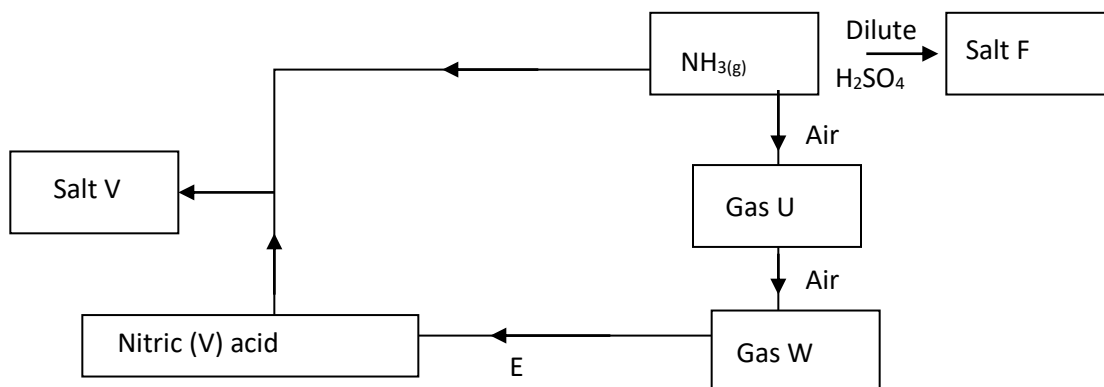 Dilute
NH₃(g)
H₂SO₄
Salt F
Air
Salt V
Gas U
Air
Nitric (V) acid
E
Gas W